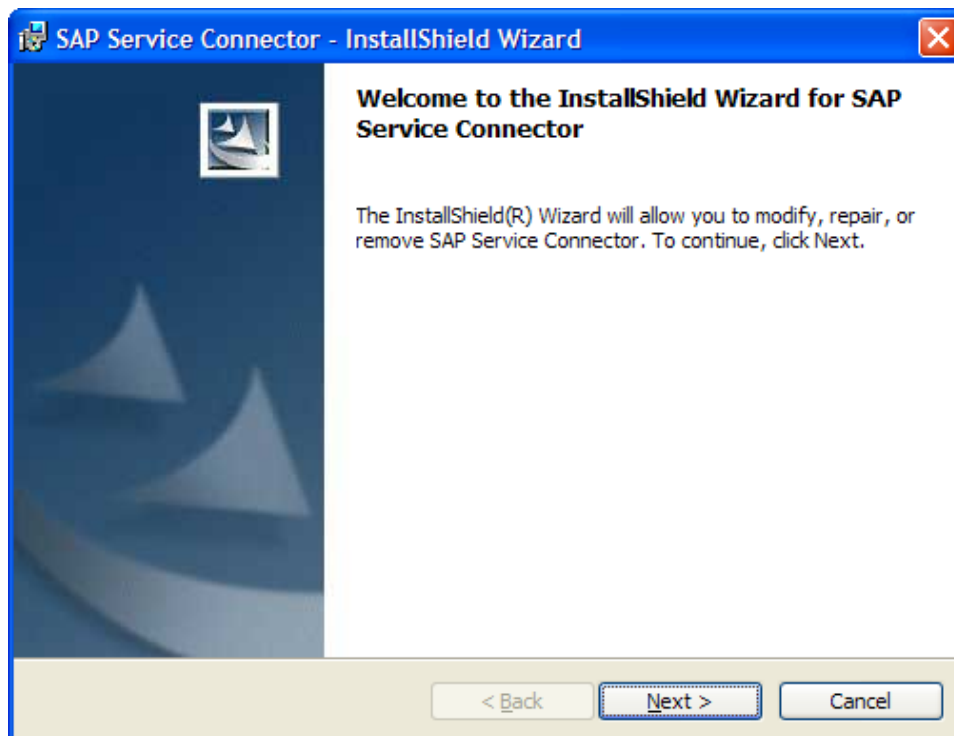 SAP Service Connector - InstallShield Wizard
Welcome to the InstallShield Wizard for SAP
Service Connector
The InstallShield(R) Wizard will allow you to modify, repair, or
remove SAP Service Connector. To continue, click Next.
< Back Next > Cancel